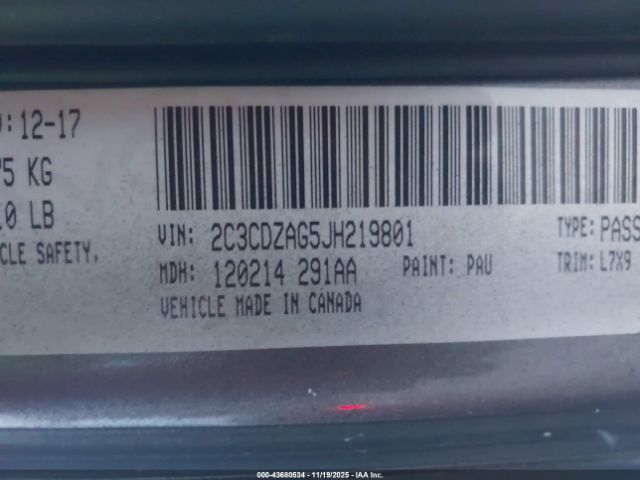 : 12-17
5 KG
0 LB
CLE SAFETY,
VIN: 2C3CDZAG5JH219801
TYPE: PASS
MDH: 120214 291AA
PAINT: PAU
TRIM: L7X9
VEHICLE MADE IN CANADA
000-43680534 - 11/19/2025 - IAA Inc.